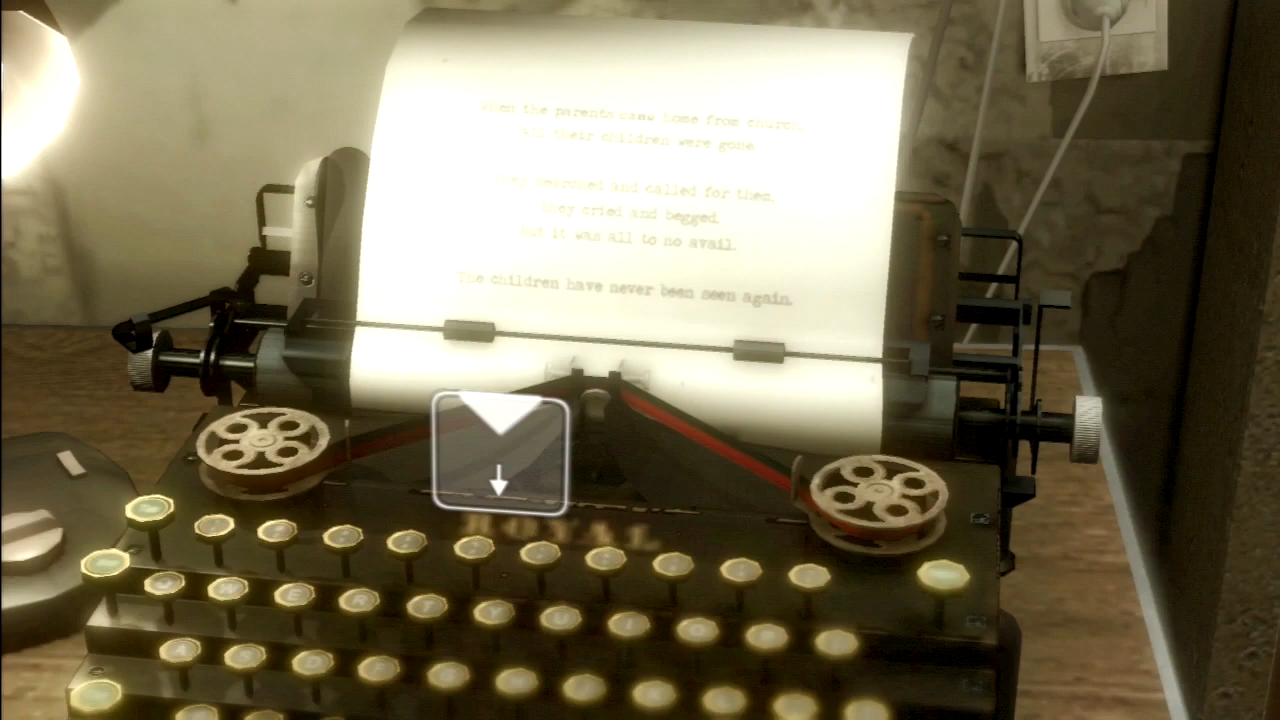 When the parents came home from church,
all their children were gone.
They searched and called for them,
they cried and begged,
but it was all to no avail.
The children have never been seen again.
ROYAL
W E R T Y U
A S D